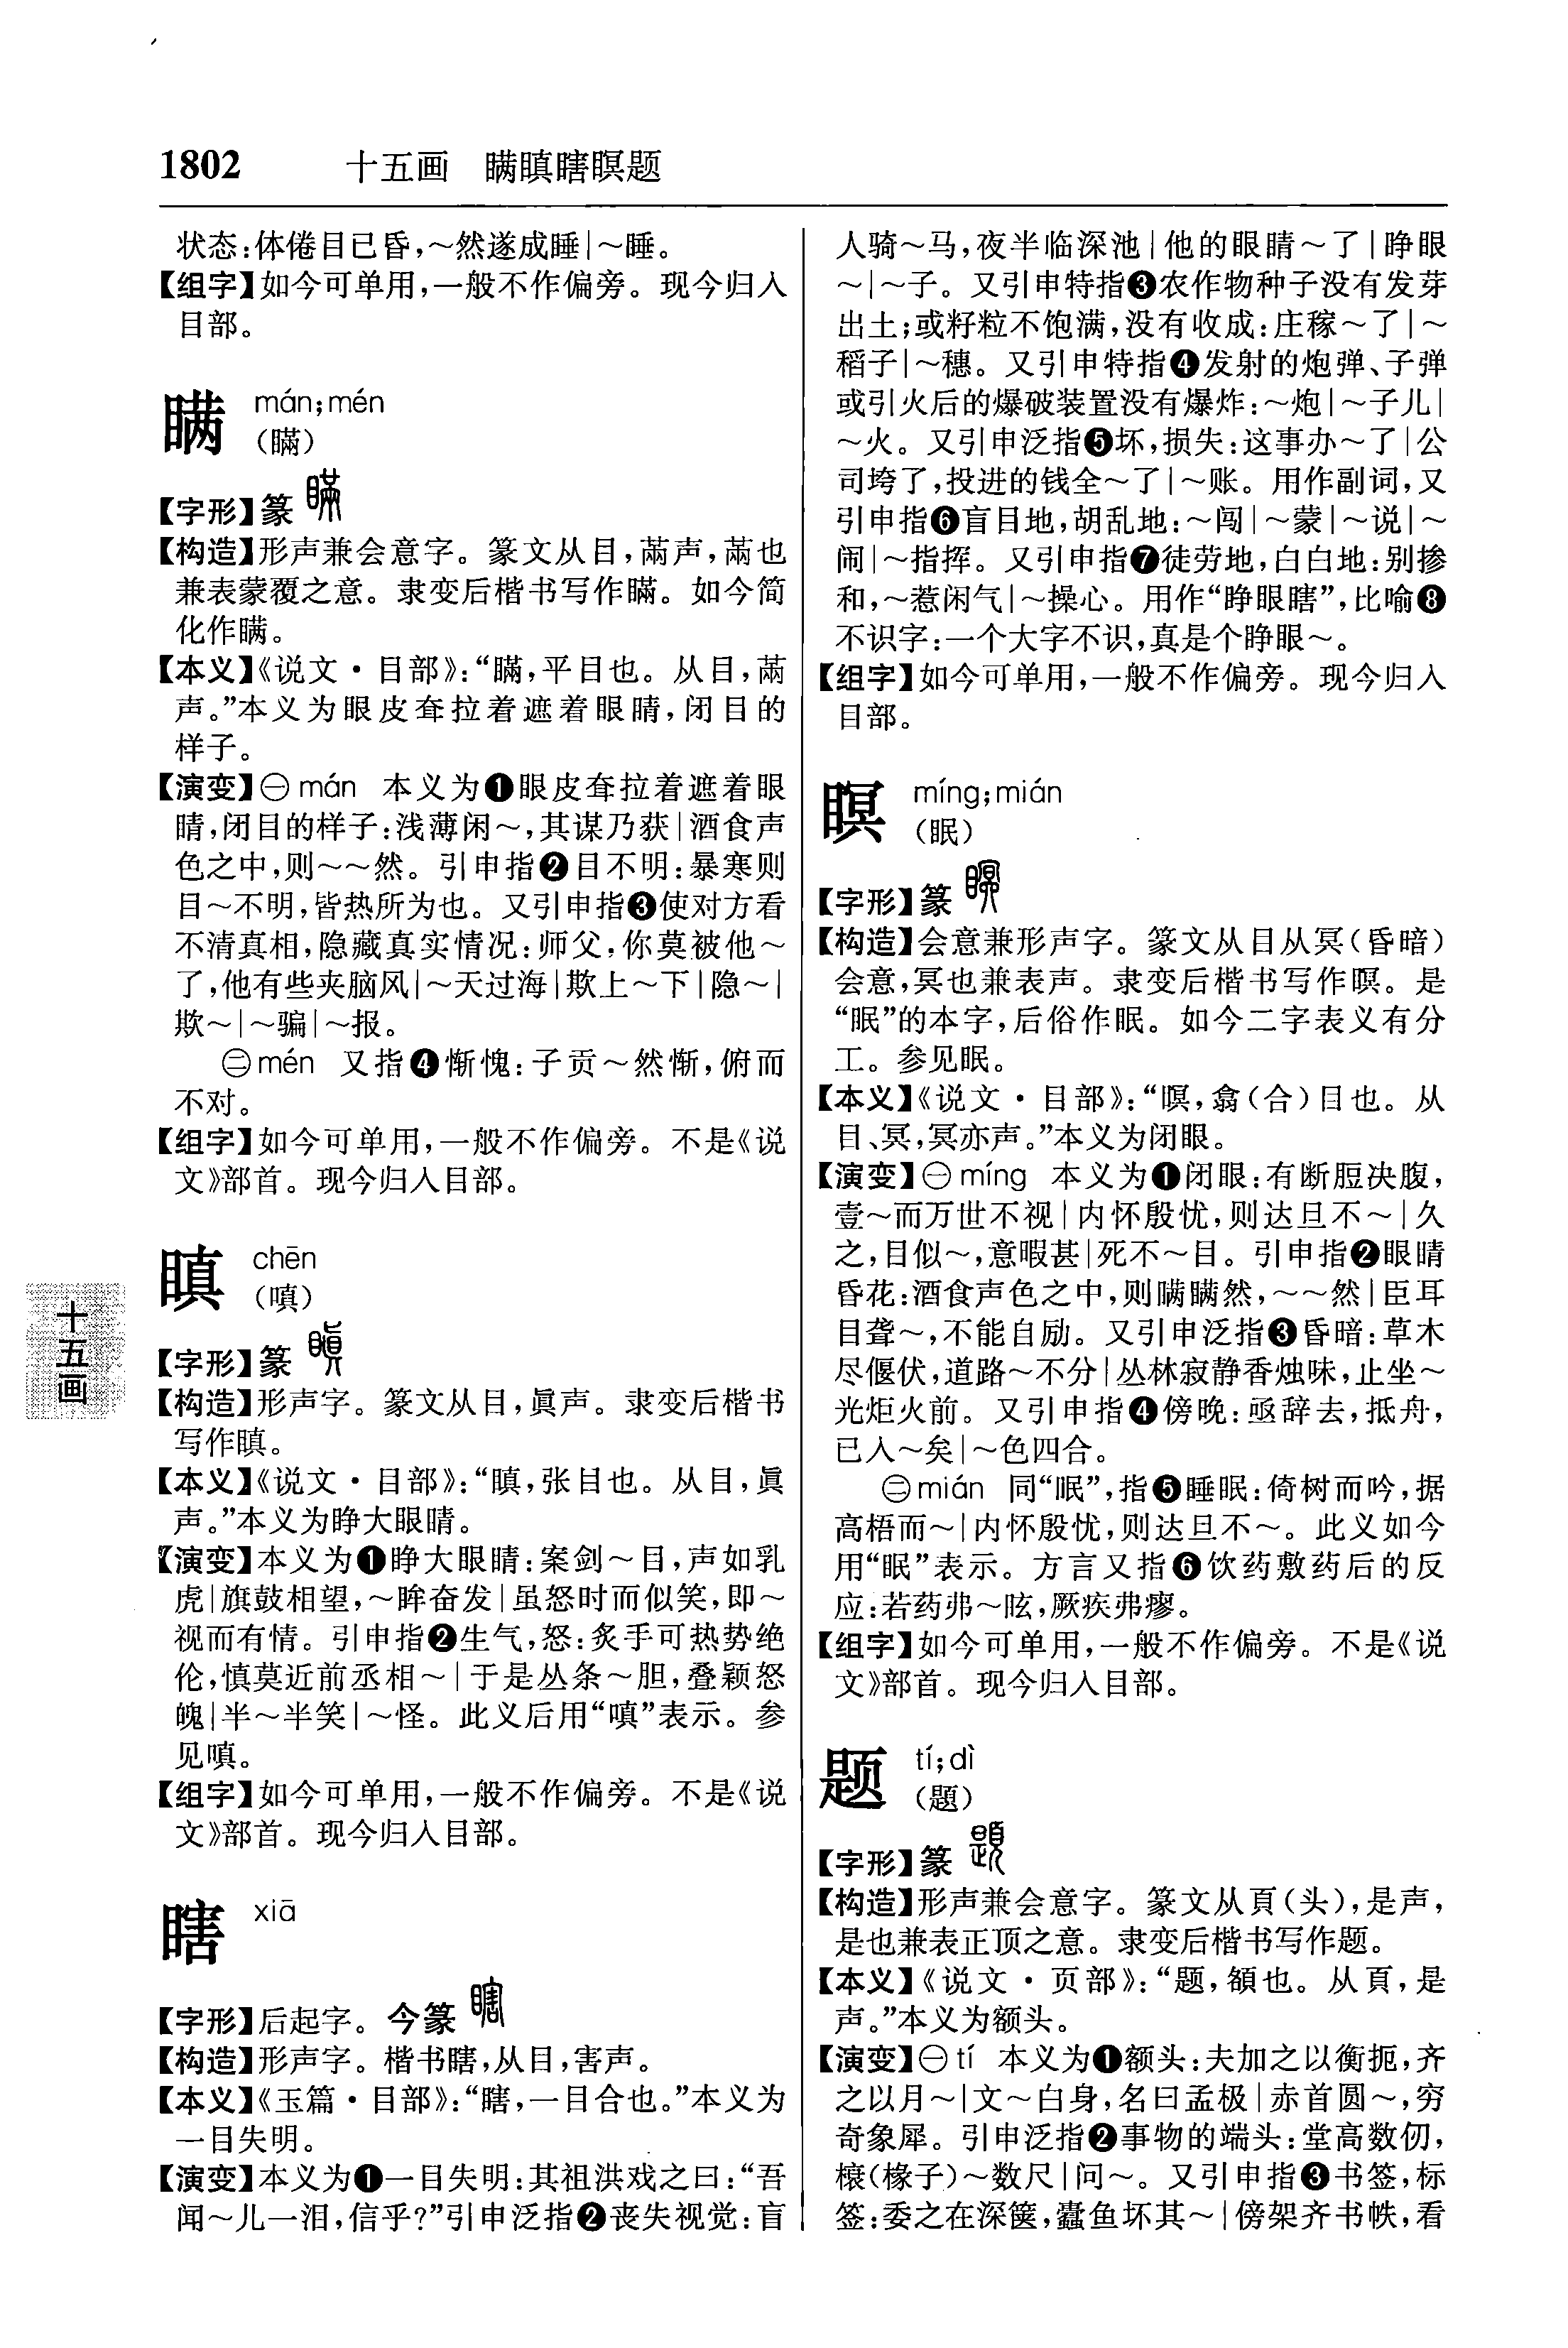 1802 十五画 瞒瞋瞎瞑题
状态:体倦目已昏,～然遂成睡|～睡。
【组字】如今可单用,一般不作偏旁。现今归入
目部。
瞒 mán;mén
(瞞)
【字形】篆
【构造】形声兼会意字。篆文从目,㒼声,㒼也
兼表蒙覆之意。隶变后楷书写作瞞。如今简
化作瞒。
【本义】《说文·目部》:“瞞,平目也。从目,㒼
声。”本义为眼皮耷拉着遮着眼睛,闭目的
样子。
【演变】㊀mán 本义为❶眼皮耷拉着遮着眼
睛,闭目的样子:浅薄闲～,其谋乃获|酒食声
色之中,则～～然。引申指❷目不明:暴寒则
目～不明,皆热所为也。又引申指❸使对方看
不清真相,隐藏真实情况:师父,你莫被他～
了,他有些夹脑风|～天过海|欺上～下|隐～|
欺～|～骗|～报。
㊁mén 又指❹惭愧:子贡～然惭,俯而
不对。
【组字】如今可单用,一般不作偏旁。不是《说
文》部首。现今归入目部。
瞋 chēn
(嗔)
【字形】篆
【构造】形声字。篆文从目,眞声。隶变后楷书
写作瞋。
【本义】《说文·目部》:“瞋,张目也。从目,眞
声。”本义为睁大眼睛。
【演变】本义为❶睁大眼睛:案剑～目,声如乳
虎|旗鼓相望,～眸奋发|虽怒时而似笑,即～
视而有情。引申指❷生气,怒:炙手可热势绝
伦,慎莫近前丞相～|于是丛条～胆,叠颖怒
魄|半～半笑|～怪。此义后用“嗔”表示。参
见嗔。
【组字】如今可单用,一般不作偏旁。不是《说
文》部首。现今归入目部。
瞎 xiā
【字形】后起字。今篆
【构造】形声字。楷书瞎,从目,害声。
【本义】《玉篇·目部》:“瞎,一目合也。”本义为
一目失明。
【演变】本义为❶一目失明:其祖洪戏之曰:“吾
闻～儿一泪,信乎?”引申泛指❷丧失视觉:盲
人骑～马,夜半临深池|他的眼睛～了|睁眼
～|～子。又引申特指❸农作物种子没有发芽
出土;或籽粒不饱满,没有收成:庄稼～了|～
稻子|～穗。又引申特指❹发射的炮弹、子弹
或引火后的爆破装置没有爆炸:～炮|～子儿|
～火。又引申泛指❺坏,损失:这事办～了|公
司垮了,投进的钱全～了|～账。用作副词,又
引申指❻盲目地,胡乱地:～闯|～蒙|～说|～
闹|～指挥。又引申指❼徒劳地,白白地:别掺
和,～惹闲气|～操心。用作“睁眼瞎”,比喻❽
不识字:一个大字不识,真是个睁眼～。
【组字】如今可单用,一般不作偏旁。现今归入
目部。
瞑 míng;mián
(眠)
【字形】篆
【构造】会意兼形声字。篆文从目从冥(昏暗)
会意,冥也兼表声。隶变后楷书写作瞑。是
“眠”的本字,后俗作眠。如今二字表义有分
工。参见眠。
【本义】《说文·目部》:“瞑,翕(合)目也。从
目、冥,冥亦声。”本义为闭眼。
【演变】㊀míng 本义为❶闭眼:有断脰决腹,
壹～而万世不视|内怀殷忧,则达旦不～|久
之,目似～,意暇甚|死不～目。引申指❷眼睛
昏花:酒食声色之中,则瞒瞒然,～～然|臣耳
目聋～,不能自励。又引申泛指❸昏暗:草木
尽偃伏,道路～不分|丛林寂静香烛味,止坐～
光炬火前。又引申指❹傍晚:亟辞去,抵舟,
已入～矣|～色四合。
㊁mián 同“眠”,指❺睡眠:倚树而吟,据
高梧而～|内怀殷忧,则达旦不～。此义如今
用“眠”表示。方言又指❻饮药敷药后的反
应:若药弗～眩,厥疾弗瘳。
【组字】如今可单用,一般不作偏旁。不是《说
文》部首。现今归入目部。
题 tí;dì
(題)
【字形】篆
【构造】形声兼会意字。篆文从頁(头),是声,
是也兼表正顶之意。隶变后楷书写作题。
【本义】《说文·页部》:“题,頟也。从頁,是
声。”本义为额头。
【演变】㊀tí 本义为❶额头:夫加之以衡扼,齐
之以月～|文～白身,名曰孟极|赤首圆～,穷
奇象犀。引申泛指❷事物的端头:堂高数仞,
榱(椽子)～数尺|问～。又引申指❸书签,标
签:委之在深箧,蠹鱼坏其～|傍架齐书帙,看
十五画